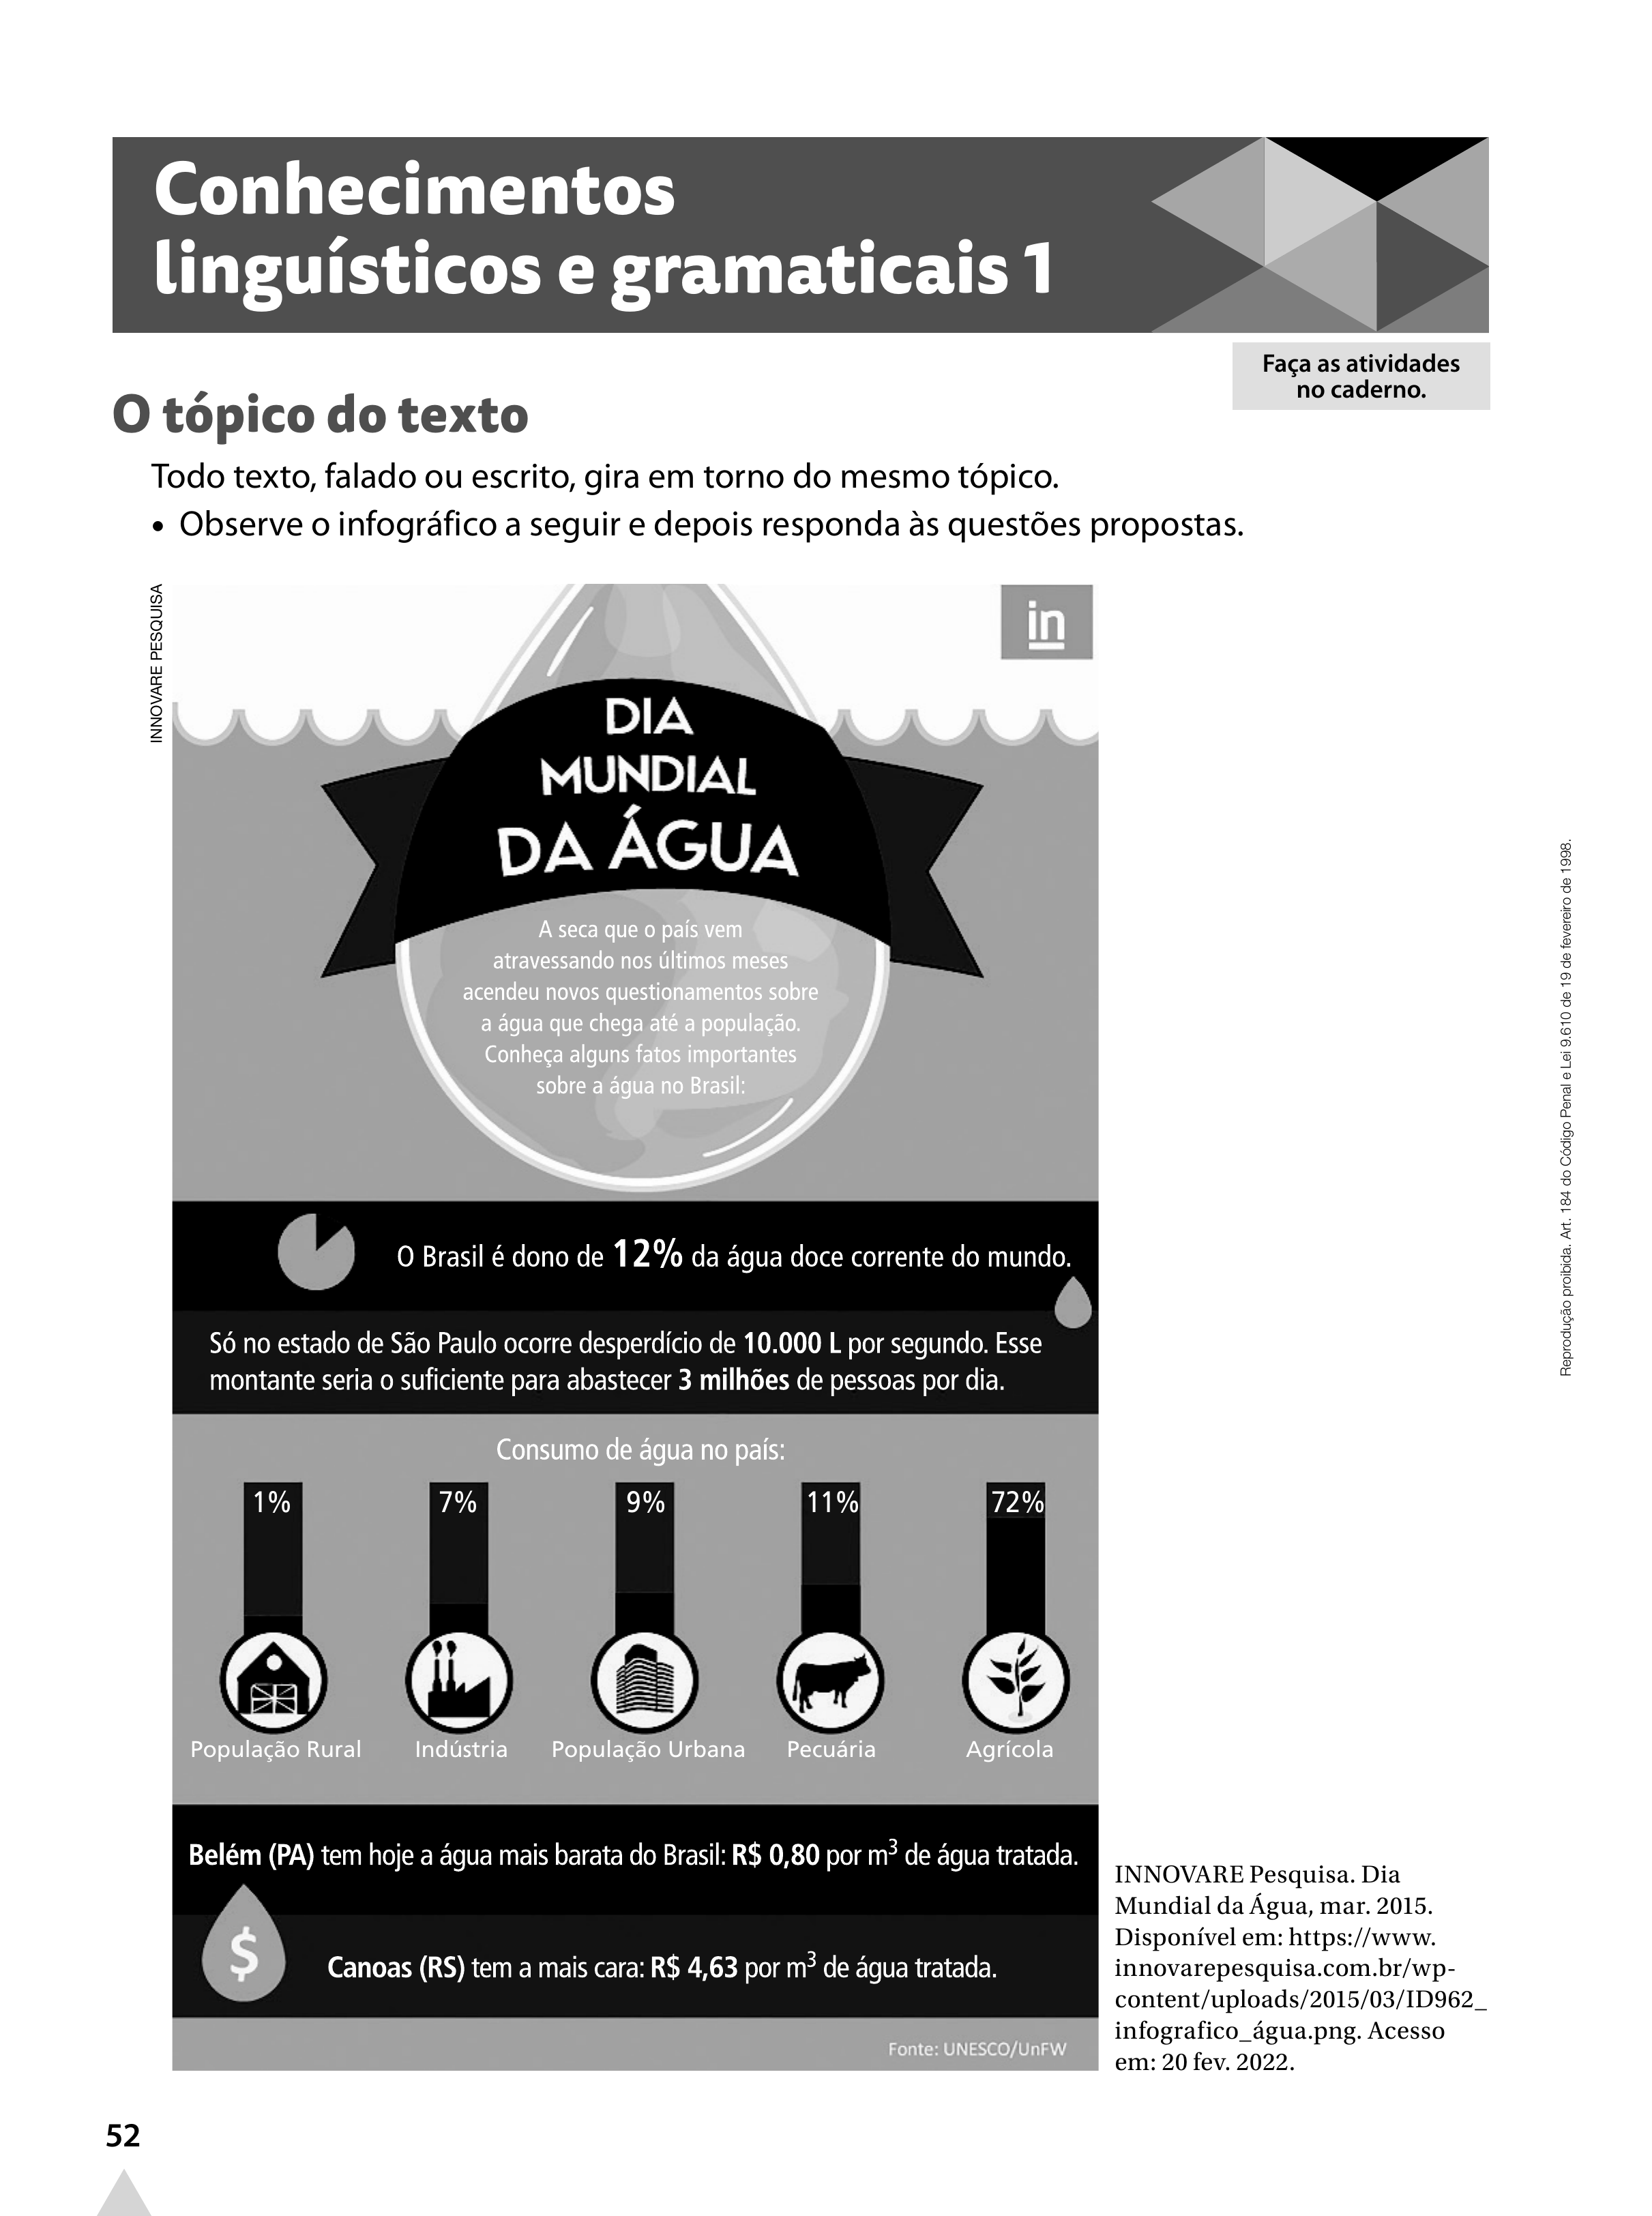 Conhecimentos
linguísticos e gramaticais 1
Faça as atividades
no caderno.
O tópico do texto
Todo texto, falado ou escrito, gira em torno do mesmo tópico.
• Observe o infográfico a seguir e depois responda às questões propostas.
INNOVARE PESQUISA
in
DIA
MUNDIAL
DA ÁGUA
A seca que o país vem
atravessando nos últimos meses
acendeu novos questionamentos sobre
a água que chega até a população.
Conheça alguns fatos importantes
sobre a água no Brasil:
O Brasil é dono de 12% da água doce corrente do mundo.
Só no estado de São Paulo ocorre desperdício de 10.000 L por segundo. Esse
montante seria o suficiente para abastecer 3 milhões de pessoas por dia.
Consumo de água no país:
1% 7% 9% 11% 72%
População Rural Indústria População Urbana Pecuária Agrícola
Belém (PA) tem hoje a água mais barata do Brasil: R$ 0,80 por m³ de água tratada.
$
Canoas (RS) tem a mais cara: R$ 4,63 por m³ de água tratada.
Fonte: UNESCO/UnFW
INNOVARE Pesquisa. Dia
Mundial da Água, mar. 2015.
Disponível em: https://www.
innovarepesquisa.com.br/wp-
content/uploads/2015/03/ID962_
infografico_água.png. Acesso
em: 20 fev. 2022.
Reprodução proibida. Art. 184 do Código Penal e Lei 9.610 de 19 de fevereiro de 1998.
52